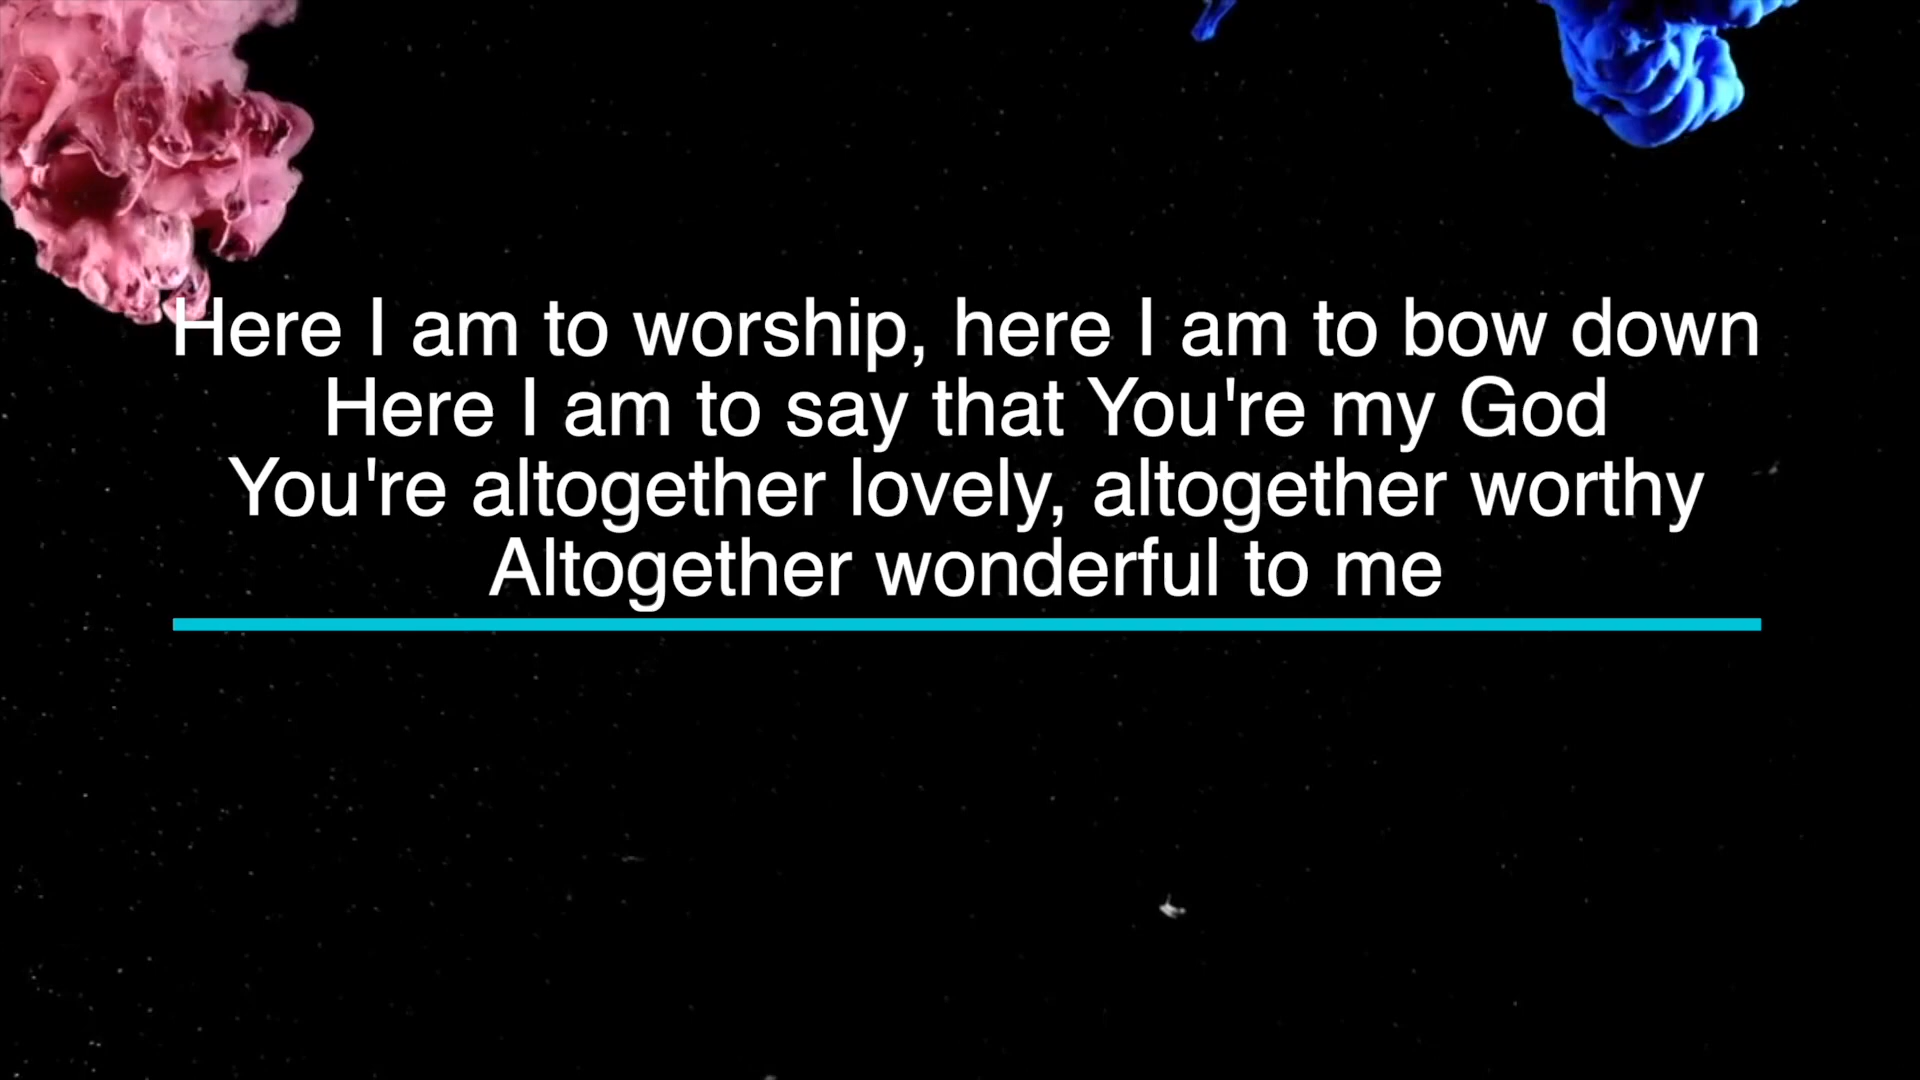 Here I am to worship, here I am to bow down
Here I am to say that You're my God
You're altogether lovely, altogether worthy
Altogether wonderful to me